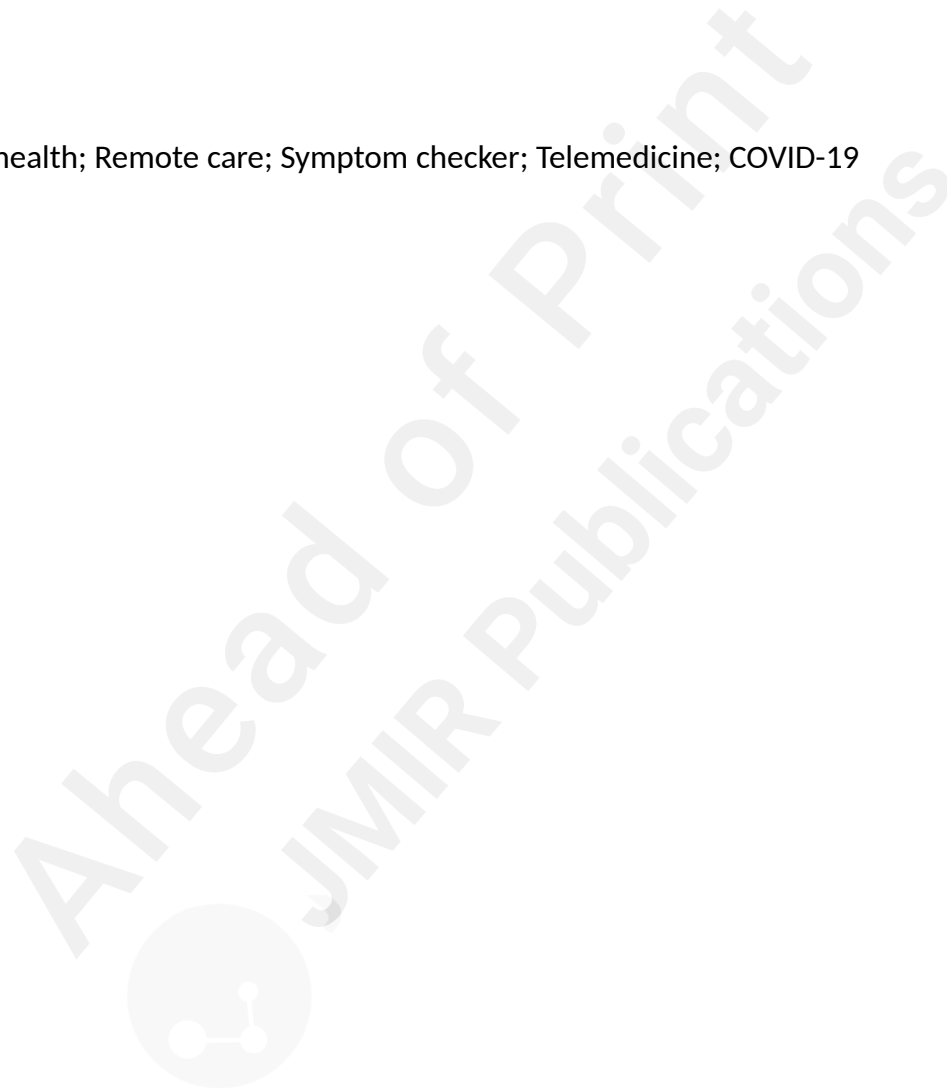 health; Remote care; Symptom checker; Telemedicine; COVID-19
Ahead of Print
JMIR Publications